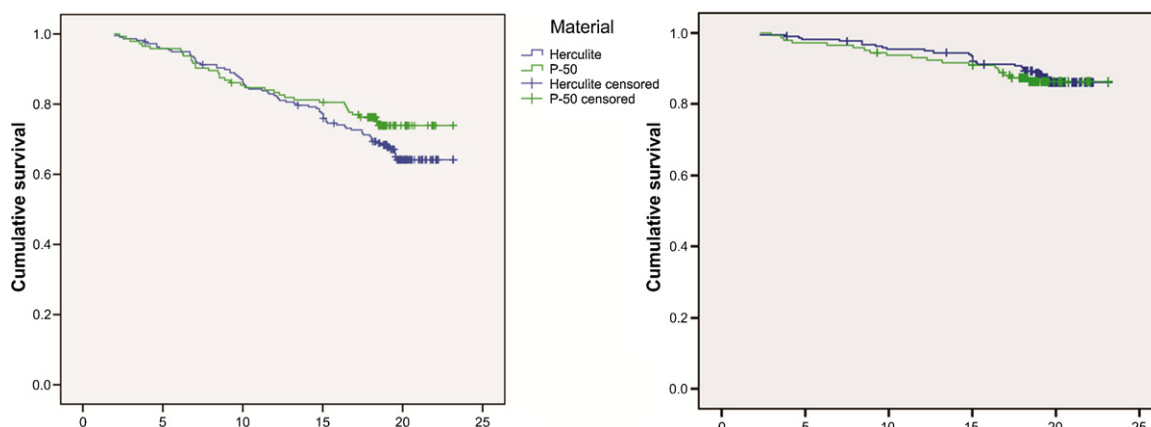 Cumulative survival
1.0
0.8
0.6
0.4
0.2
0.0
0 5 10 15 20 25
Material
Herculite
P-50
Herculite censored
P-50 censored
Cumulative survival
1.0
0.8
0.6
0.4
0.2
0.0
0 5 10 15 20 25